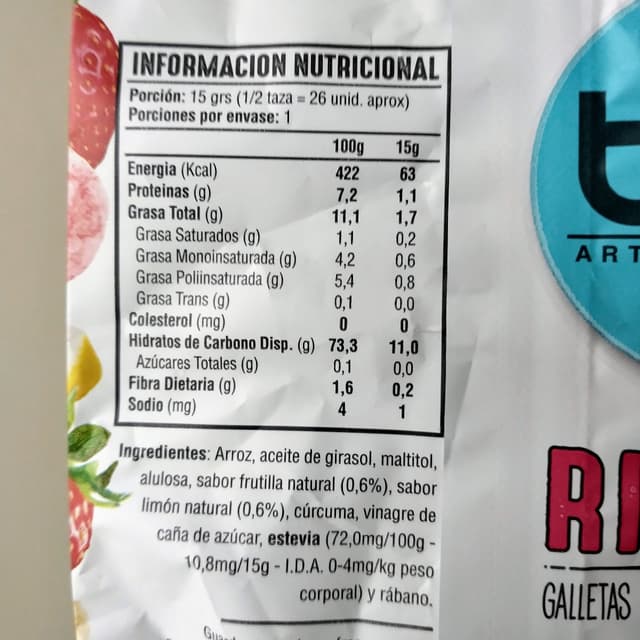 INFORMACION NUTRICIONAL
Porción: 15 grs (1/2 taza = 26 unid. aprox)
Porciones por envase: 1
100g 15g
Energia (Kcal) 422 63
Proteinas (g) 7,2 1,1
Grasa Total (g) 11,1 1,7
Grasa Saturados (g) 1,1 0,2
Grasa Monoinsaturada (g) 4,2 0,6
Grasa Poliinsaturada (g) 5,4 0,8
Grasa Trans (g) 0,1 0,0
Colesterol (mg) 0 0
Hidratos de Carbono Disp. (g) 73,3 11,0
Azúcares Totales (g) 0,1 0,0
Fibra Dietaria (g) 1,6 0,2
Sodio (mg) 4 1
Ingredientes: Arroz, aceite de girasol, maltitol,
alulosa, sabor frutilla natural (0,6%), sabor
limón natural (0,6%), cúrcuma, vinagre de
caña de azúcar, estevia (72,0mg/100g -
10,8mg/15g - I.D.A. 0-4mg/kg peso
corporal) y rábano.
ART
RI
GALLETAS